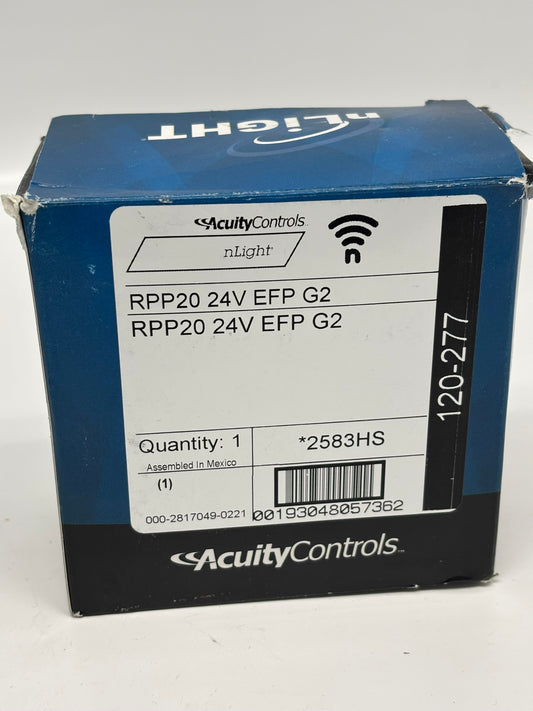 nLiGHT
AcuityControls
nLight
RPP20 24V EFP G2
RPP20 24V EFP G2
120-277
Quantity: 1
*2583HS
Assembled In Mexico
(1)
000-2817049-0221
00193048057362
AcuityControls